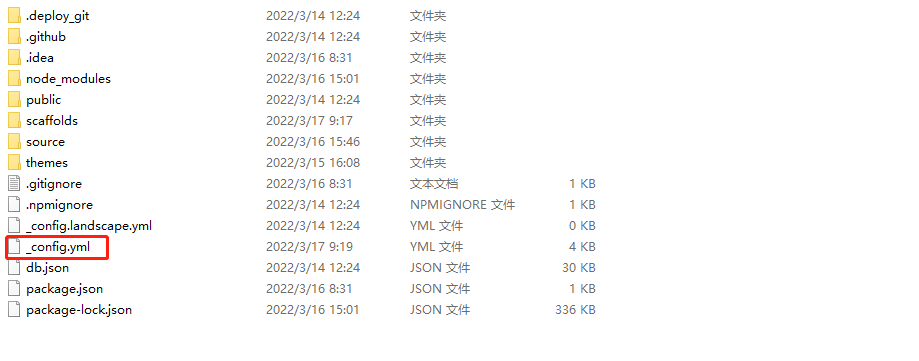 .deploy_git 2022/3/14 12:24 文件夹
.github 2022/3/14 12:24 文件夹
.idea 2022/3/16 8:31 文件夹
node_modules 2022/3/16 15:01 文件夹
public 2022/3/14 12:24 文件夹
scaffolds 2022/3/17 9:17 文件夹
source 2022/3/16 15:46 文件夹
themes 2022/3/15 16:08 文件夹
.gitignore 2022/3/16 8:31 文本文档 1 KB
.npmignore 2022/3/14 12:24 NPMIGNORE 文件 1 KB
_config.landscape.yml 2022/3/14 12:24 YML 文件 0 KB
_config.yml 2022/3/17 9:19 YML 文件 4 KB
db.json 2022/3/14 12:24 JSON 文件 30 KB
package.json 2022/3/16 8:31 JSON 文件 1 KB
package-lock.json 2022/3/16 15:01 JSON 文件 336 KB